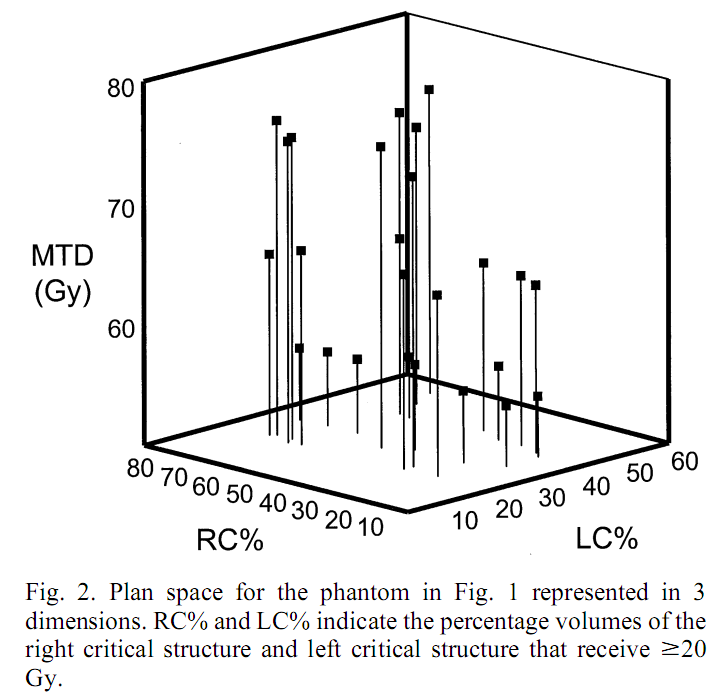 80
70
MTD
(Gy)
60
80 70 60 50 40 30 20 10
10 20 30 40 50 60
RC%
LC%
Fig. 2. Plan space for the phantom in Fig. 1 represented in 3
dimensions. RC% and LC% indicate the percentage volumes of the
right critical structure and left critical structure that receive ≥20
Gy.